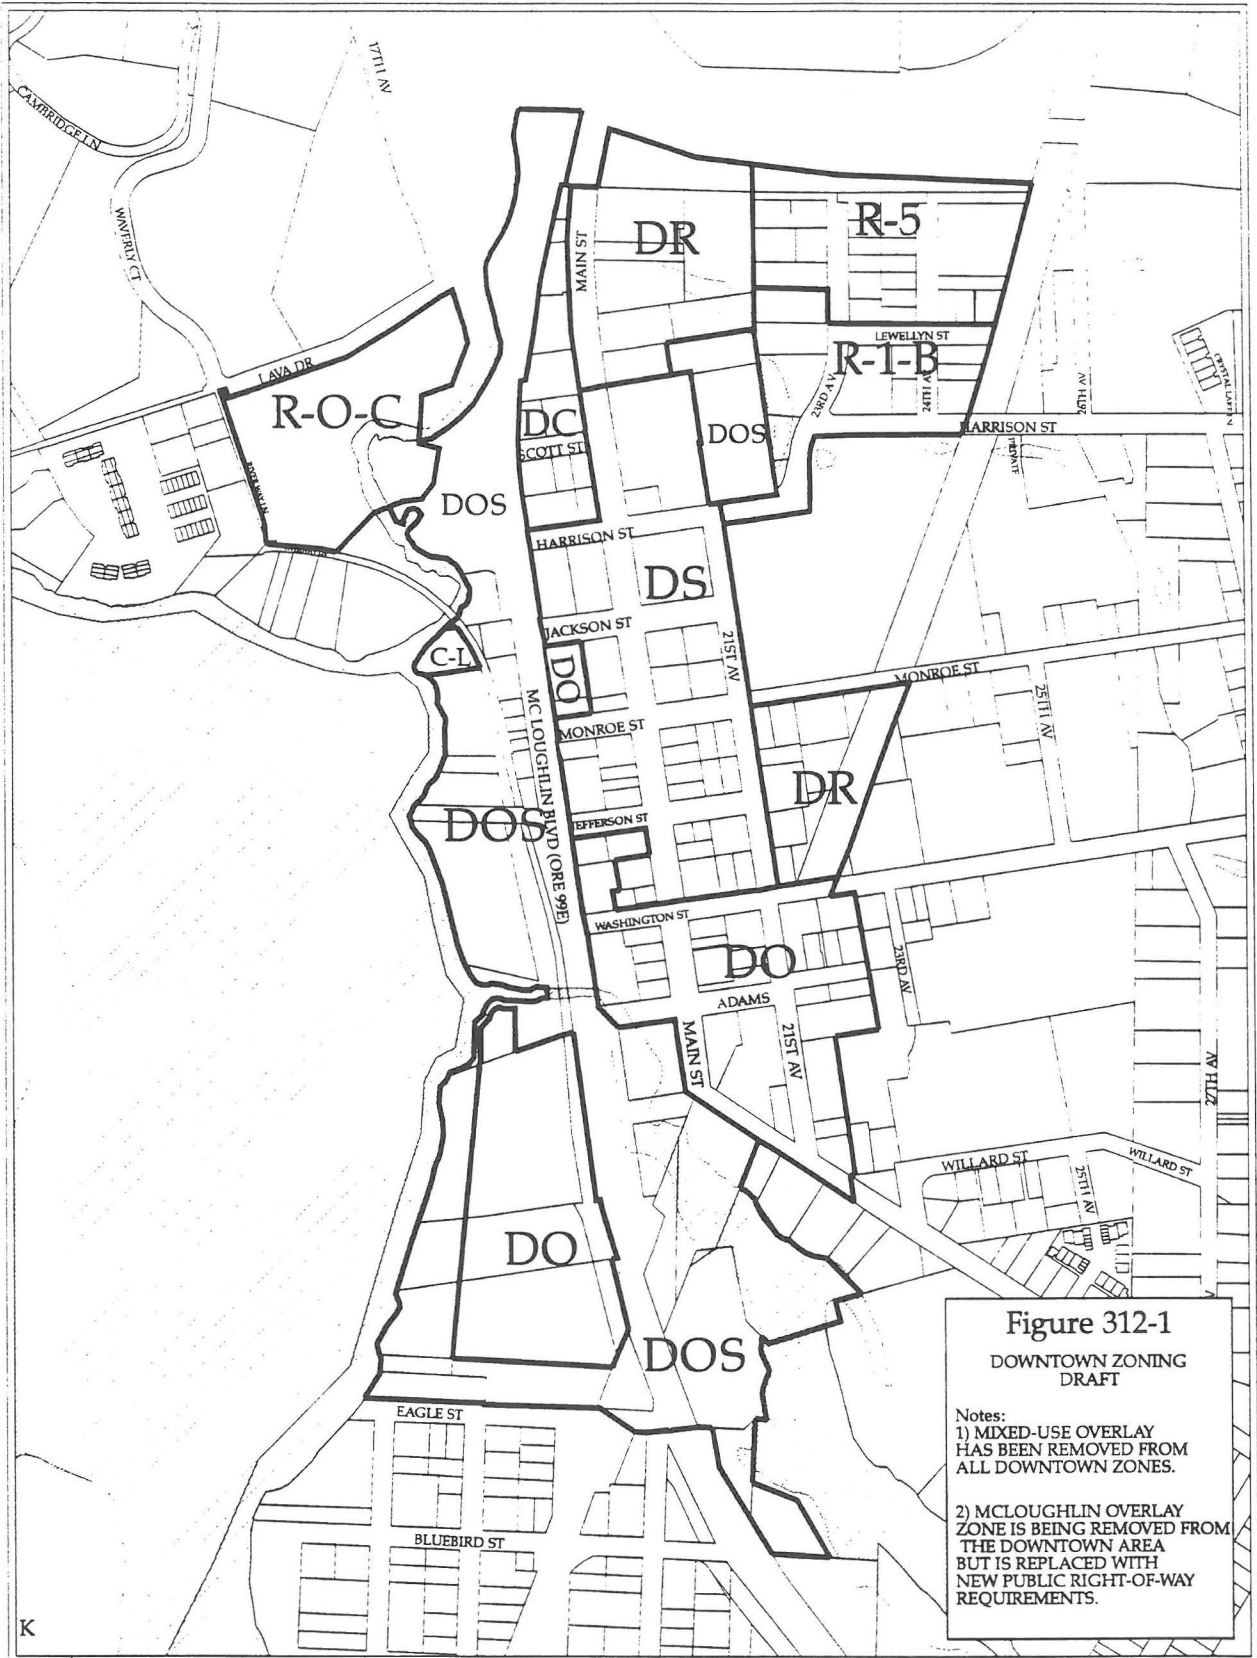 17TH AV
CAMBRIDGE LN
WAVERLY CT
MAIN ST
DR
R-5
LEWELLYN ST
R-1-B
23RD AV
24TH AV
26TH AV
HARRISON ST
LAVA DR
R-O-C
DC
SCOTT ST
DOS
DOS
HARRISON ST
DS
JACKSON ST
21ST AV
C-L
DO
MONROE ST
MONROE ST
25TH AV
MC LOUGHLIN BLVD (ORE 99E)
DR
DOS
JEFFERSON ST
WASHINGTON ST
DO
23RD AV
ADAMS
MAIN ST
21ST AV
27TH AV
WILLARD ST
WILLARD ST
25TH AV
DO
DOS
EAGLE ST
BLUEBIRD ST
Figure 312-1
DOWNTOWN ZONING
DRAFT
Notes:
1) MIXED-USE OVERLAY
HAS BEEN REMOVED FROM
ALL DOWNTOWN ZONES.
2) MCLOUGHLIN OVERLAY
ZONE IS BEING REMOVED FROM
THE DOWNTOWN AREA
BUT IS REPLACED WITH
NEW PUBLIC RIGHT-OF-WAY
REQUIREMENTS.
K